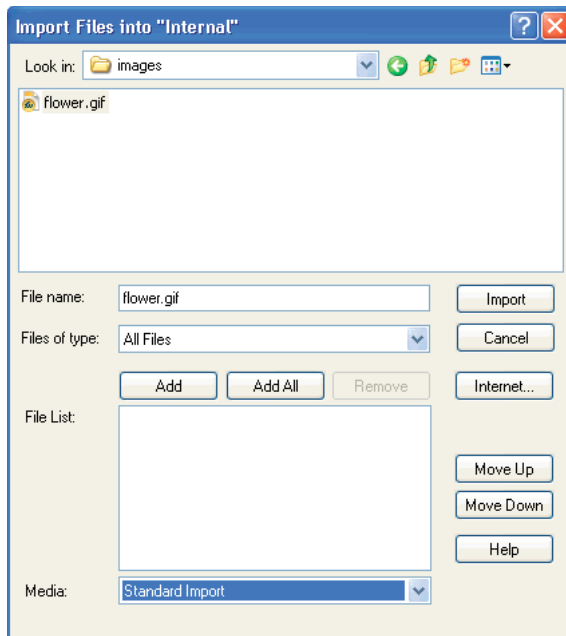 Import Files into "Internal"
Look in: images
flower.gif
File name: flower.gif Import
Files of type: All Files Cancel
Add Add All Remove Internet...
File List:
Move Up
Move Down
Help
Media: Standard Import